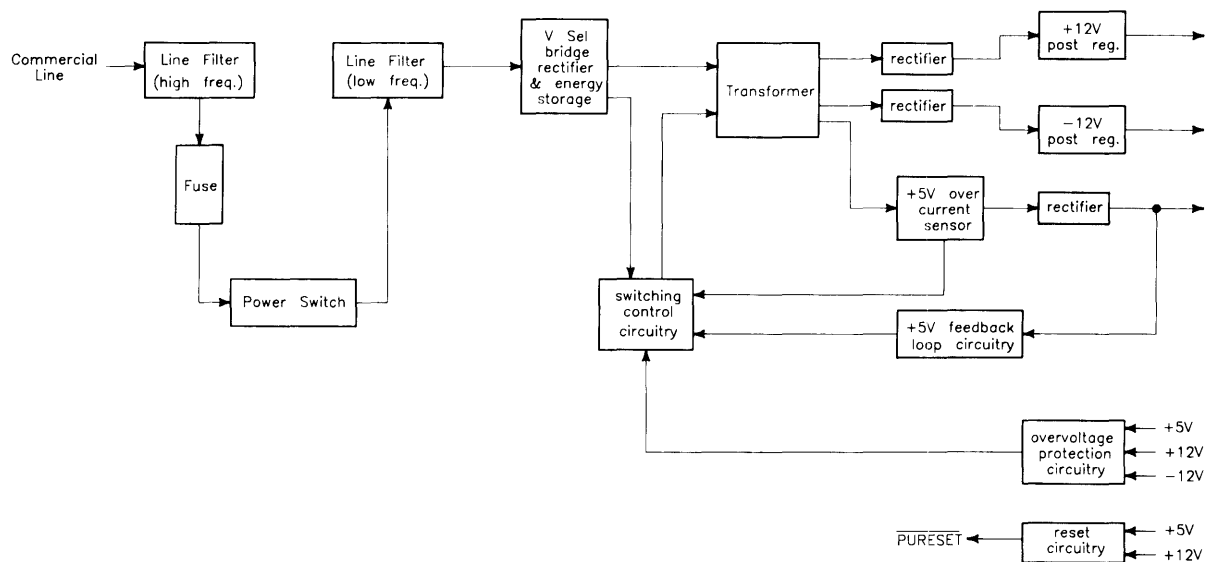 Commercial
Line
Line Filter
(high freq.)
Fuse
Power Switch
Line Filter
(low freq.)
V Sel
bridge
rectifier
& energy
storage
Transformer
rectifier
+12V
post reg.
rectifier
−12V
post reg.
+5V over
current
sensor
rectifier
switching
control
circuitry
+5V feedback
loop circuitry
overvoltage
protection
circuitry
+5V
+12V
−12V
PURESET
reset
circuitry
+5V
+12V